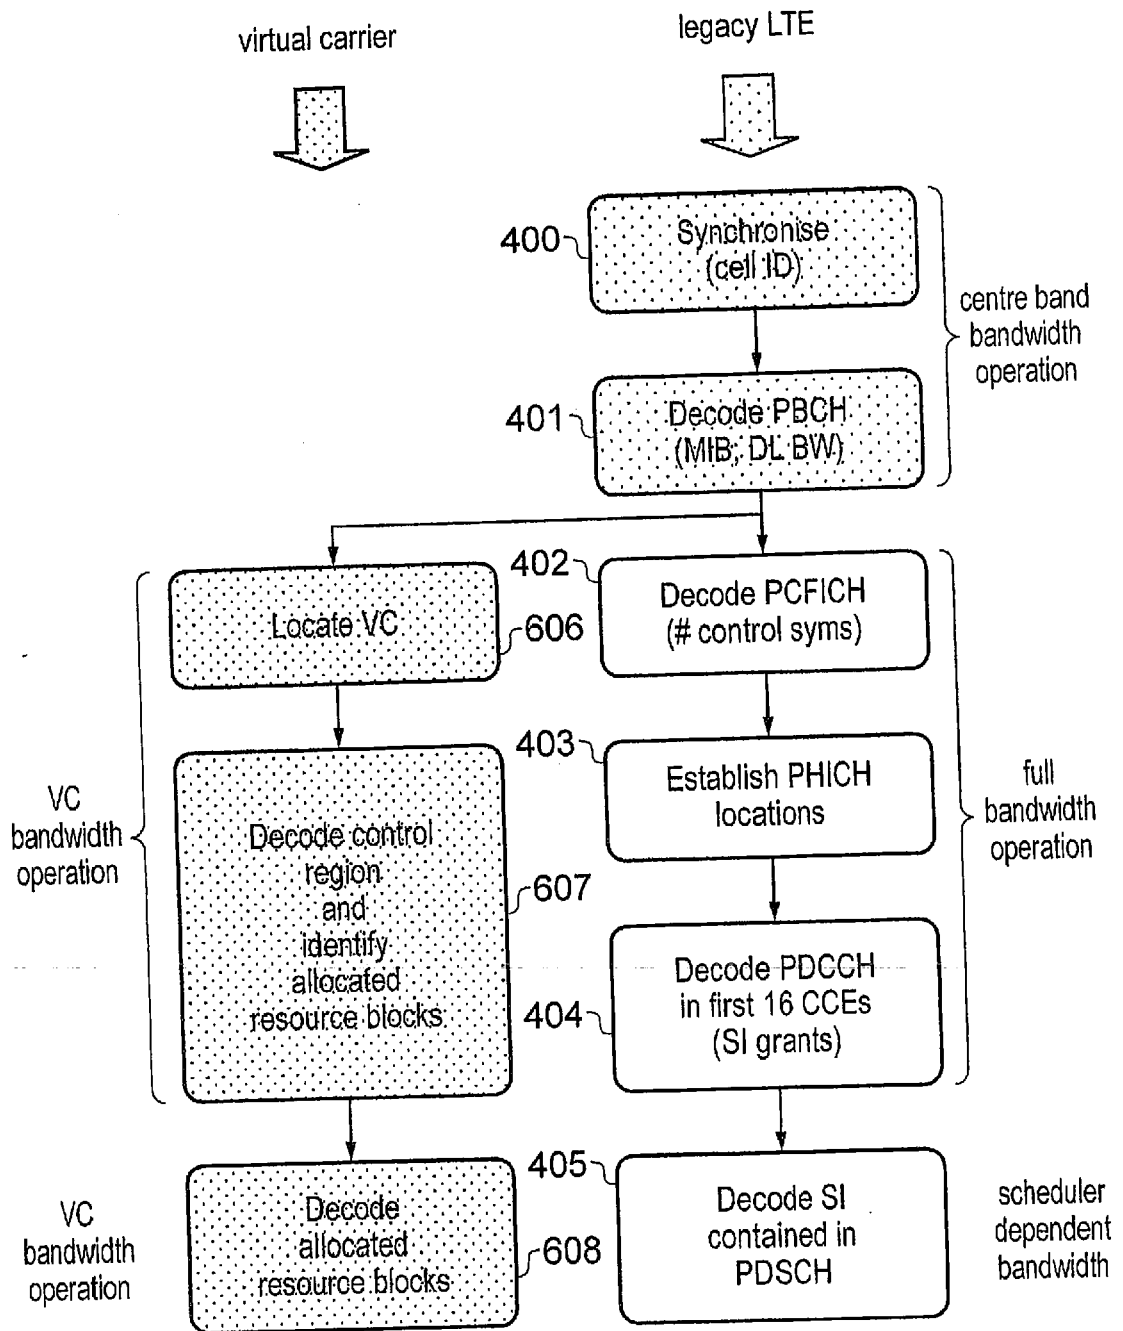 virtual carrier
legacy LTE
400
Synchronise
(cell ID)
centre band
bandwidth
operation
401
Decode PBCH
(MIB; DL BW)
402
Decode PCFICH
(# control syms)
Locate VC
606
403
Establish PHICH
locations
full
bandwidth
operation
VC
bandwidth
operation
Decode control
region
and
identify
allocated
resource blocks
607
404
Decode PDCCH
in first 16 CCEs
(SI grants)
VC
bandwidth
operation
Decode
allocated
resource blocks
608
405
Decode SI
contained in
PDSCH
scheduler
dependent
bandwidth